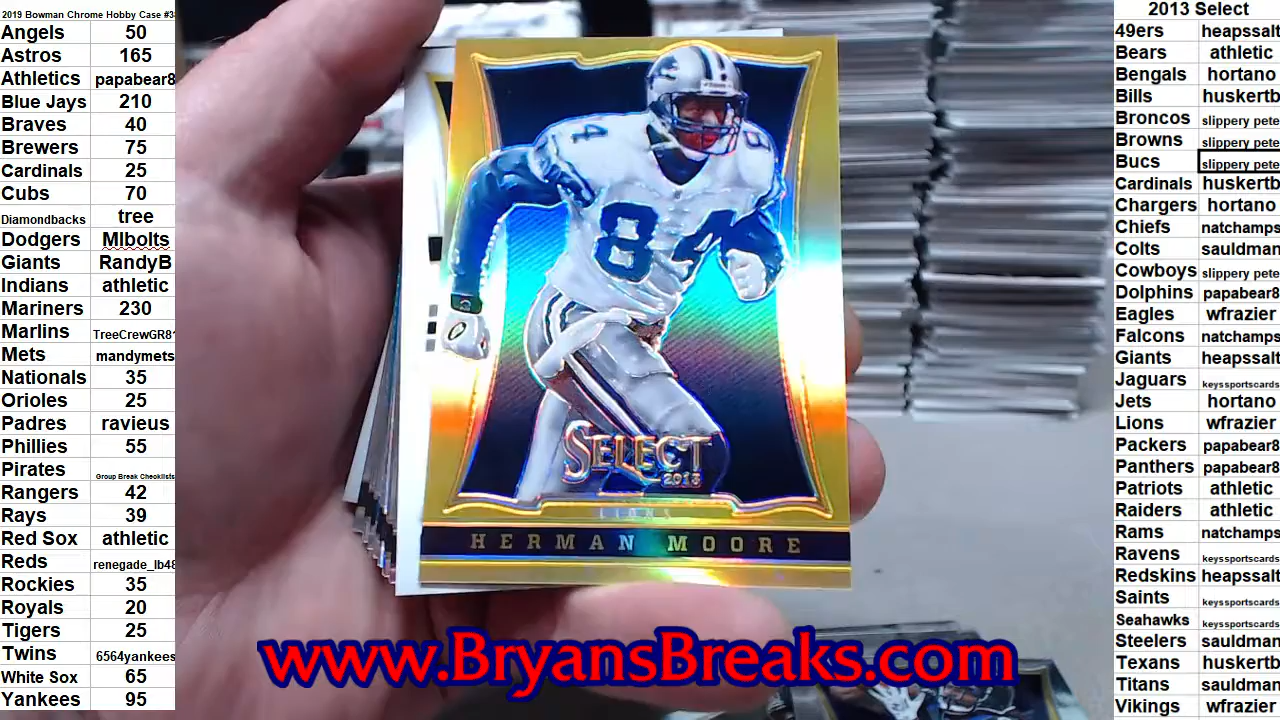 2019 Bowman Chrome Hobby Case #3
Angels 50
Astros 165
Athletics papabear8
Blue Jays 210
Braves 40
Brewers 75
Cardinals 25
Cubs 70
Diamondbacks tree
Dodgers Mlbolts
Giants RandyB
Indians athletic
Mariners 230
Marlins TreeCrewGR8
Mets mandymets
Nationals 35
Orioles 25
Padres ravieus
Phillies 55
Pirates Group Break Checklists
Rangers 42
Rays 39
Red Sox athletic
Reds renegade_lb48
Rockies 35
Royals 20
Tigers 25
Twins 6564yankees
White Sox 65
Yankees 95
84
8
84
SELECT
2013
LIONS
HERMAN MOORE
www.BryansBreaks.com
2013 Select
49ers heapssalt
Bears athletic
Bengals hortano
Bills huskertb
Broncos slippery pete
Browns slippery pete
Bucs slippery pete
Cardinals huskertb
Chargers hortano
Chiefs natchamps
Colts sauldman
Cowboys slippery pete
Dolphins papabear8
Eagles wfrazier
Falcons natchamps
Giants heapssalt
Jaguars keyssportscards
Jets hortano
Lions wfrazier
Packers papabear8
Panthers papabear8
Patriots athletic
Raiders athletic
Rams natchamps
Ravens keyssportscards
Redskins heapssalt
Saints keyssportscards
Seahawks keyssportscards
Steelers sauldman
Texans huskertb
Titans sauldman
Vikings wfrazier